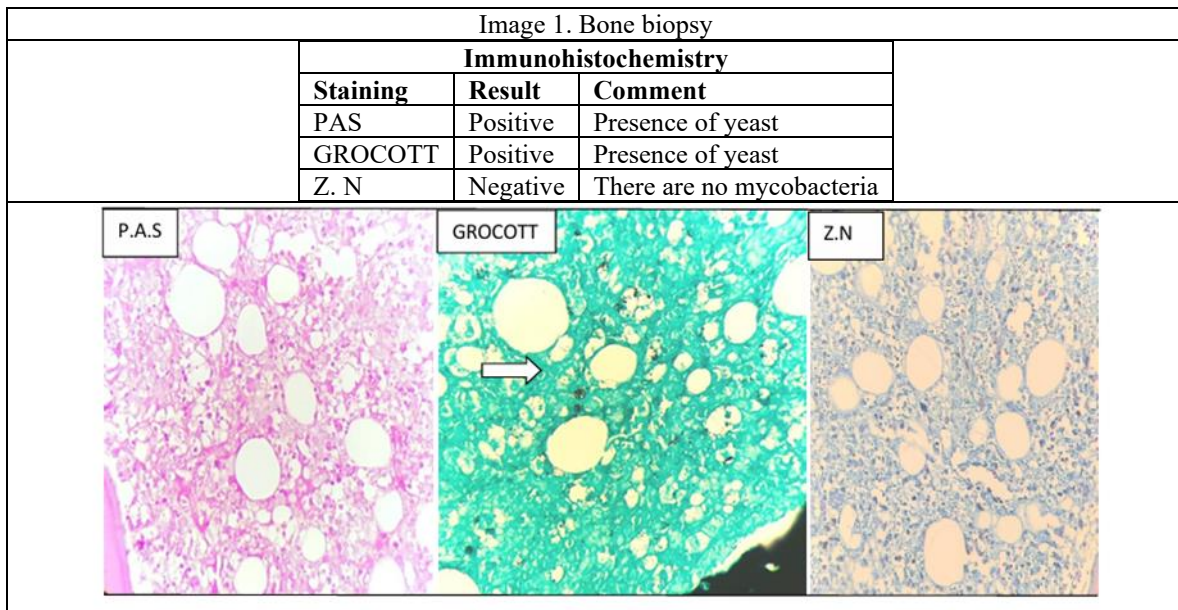 Image 1. Bone biopsy
Immunohistochemistry
Staining Result Comment
PAS Positive Presence of yeast
GROCOTT Positive Presence of yeast
Z. N Negative There are no mycobacteria
P.A.S GROCOTT Z.N